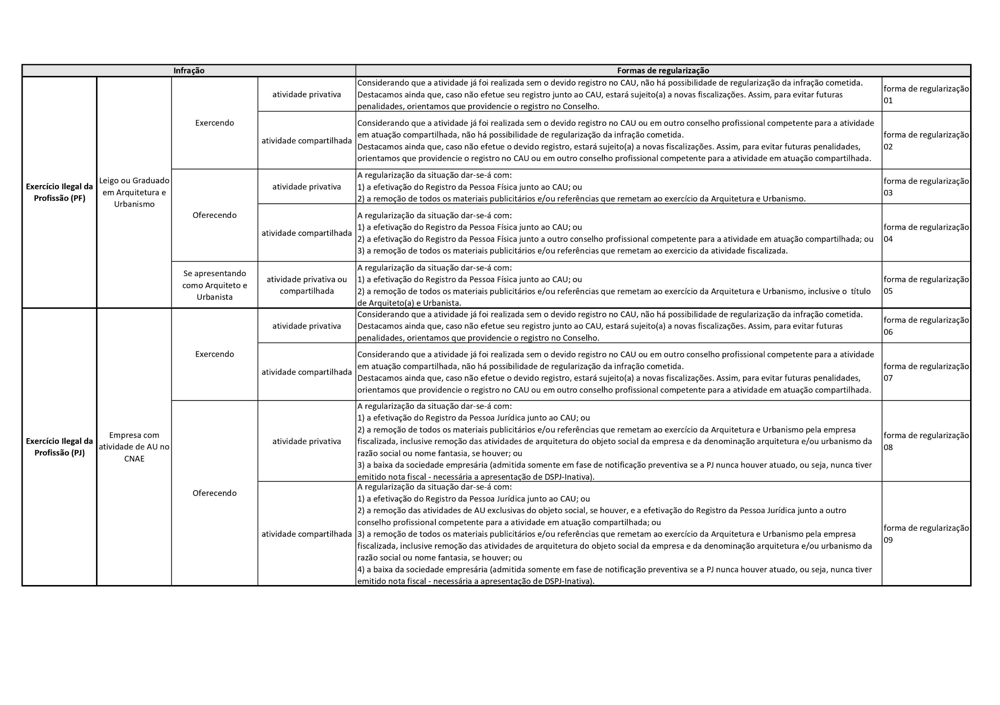 Infração
Formas de regularização
Exercício Ilegal da
Profissão (PF)
Leigo ou Graduado
em Arquitetura e
Urbanismo
Exercendo
atividade privativa
Considerando que a atividade já foi realizada sem o devido registro no CAU, não há possibilidade de regularização da infração cometida.
Destacamos ainda que, caso não efetue seu registro junto ao CAU, estará sujeito(a) a novas fiscalizações. Assim, para evitar futuras
penalidades, orientamos que providencie o registro no Conselho.
forma de regularização
01
atividade compartilhada
Considerando que a atividade já foi realizada sem o devido registro no CAU ou em outro conselho profissional competente para a atividade
em atuação compartilhada, não há possibilidade de regularização da infração cometida.
Destacamos ainda que, caso não efetue o devido registro, estará sujeito(a) a novas fiscalizações. Assim, para evitar futuras penalidades,
orientamos que providencie o registro no CAU ou em outro conselho profissional competente para a atividade em atuação compartilhada.
forma de regularização
02
Oferecendo
atividade privativa
A regularização da situação dar-se-á com:
1) a efetivação do Registro da Pessoa Física junto ao CAU; ou
2) a remoção de todos os materiais publicitários e/ou referências que remetam ao exercício da Arquitetura e Urbanismo.
forma de regularização
03
atividade compartilhada
A regularização da situação dar-se-á com:
1) a efetivação do Registro da Pessoa Física junto ao CAU; ou
2) a efetivação do Registro da Pessoa Física junto a outro conselho profissional competente para a atividade em atuação compartilhada; ou
3) a remoção de todos os materiais publicitários e/ou referências que remetam ao exercicio da atividade fiscalizada.
forma de regularização
04
Se apresentando
como Arquiteto e
Urbanista
atividade privativa ou
compartilhada
A regularização da situação dar-se-á com:
1) a efetivação do Registro da Pessoa Física junto ao CAU; ou
2) a remoção de todos os materiais publicitários e/ou referências que remetam ao exercício da Arquitetura e Urbanismo, inclusive o  título
de Arquiteto(a) e Urbanista.
forma de regularização
05
Exercício Ilegal da
Profissão (PJ)
Empresa com
atividade de AU no
CNAE
Exercendo
atividade privativa
Considerando que a atividade já foi realizada sem o devido registro no CAU, não há possibilidade de regularização da infração cometida.
Destacamos ainda que, caso não efetue seu registro junto ao CAU, estará sujeito(a) a novas fiscalizações. Assim, para evitar futuras
penalidades, orientamos que providencie o registro no Conselho.
forma de regularização
06
atividade compartilhada
Considerando que a atividade já foi realizada sem o devido registro no CAU ou em outro conselho profissional competente para a atividade
em atuação compartilhada, não há possibilidade de regularização da infração cometida.
Destacamos ainda que, caso não efetue o devido registro, estará sujeito(a) a novas fiscalizações. Assim, para evitar futuras penalidades,
orientamos que providencie o registro no CAU ou em outro conselho profissional competente para a atividade em atuação compartilhada.
forma de regularização
07
Oferecendo
atividade privativa
A regularização da situação dar-se-á com:
1) a efetivação do Registro da Pessoa Jurídica junto ao CAU; ou
2) a remoção de todos os materiais publicitários e/ou referências que remetam ao exercício da Arquitetura e Urbanismo pela empresa
fiscalizada, inclusive remoção das atividades de arquitetura do objeto social da empresa e da denominação arquitetura e/ou urbanismo da
razão social ou nome fantasia, se houver; ou
3) a baixa da sociedade empresária (admitida somente em fase de notificação preventiva se a PJ nunca houver atuado, ou seja, nunca tiver
emitido nota fiscal - necessária a apresentação de DSPJ-Inativa).
forma de regularização
08
atividade compartilhada
A regularização da situação dar-se-á com:
1) a efetivação do Registro da Pessoa Jurídica junto ao CAU; ou
2) a remoção das atividades de AU exclusivas do objeto social, se houver, e a efetivação do Registro da Pessoa Jurídica junto a outro
conselho profissional competente para a atividade em atuação compartilhada; ou
3) a remoção de todos os materiais publicitários e/ou referências que remetam ao exercício da Arquitetura e Urbanismo pela empresa
fiscalizada, inclusive remoção das atividades de arquitetura do objeto social da empresa e da denominação arquitetura e/ou urbanismo da
razão social ou nome fantasia, se houver; ou
4) a baixa da sociedade empresária (admitida somente em fase de notificação preventiva se a PJ nunca houver atuado, ou seja, nunca tiver
emitido nota fiscal - necessária a apresentação de DSPJ-Inativa).
forma de regularização
09